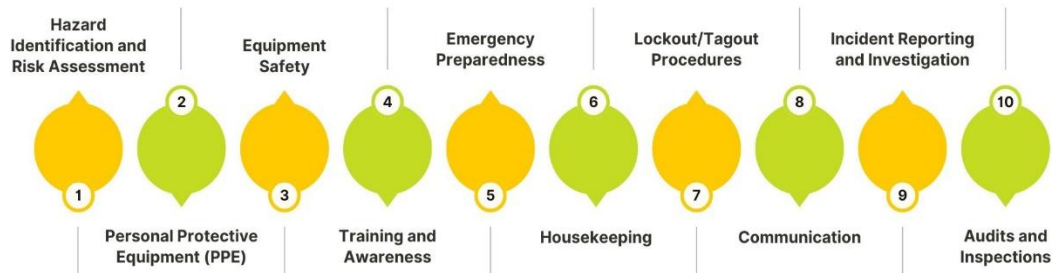 Hazard
Identification and
Risk Assessment
1
2
Personal Protective
Equipment (PPE)
Equipment
Safety
3
4
Training and
Awareness
Emergency
Preparedness
5
6
Housekeeping
Lockout/Tagout
Procedures
7
8
Communication
Incident Reporting
and Investigation
9
10
Audits and
Inspections